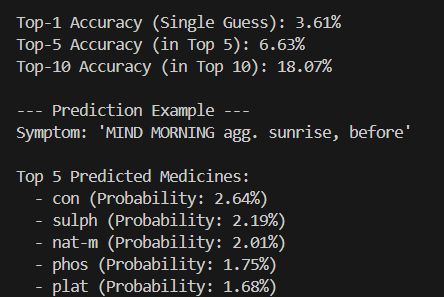 Top-1 Accuracy (Single Guess): 3.61%
Top-5 Accuracy (in Top 5): 6.63%
Top-10 Accuracy (in Top 10): 18.07%
--- Prediction Example ---
Symptom: 'MIND MORNING agg. sunrise, before'
Top 5 Predicted Medicines:
- con (Probability: 2.64%)
- sulph (Probability: 2.19%)
- nat-m (Probability: 2.01%)
- phos (Probability: 1.75%)
- plat (Probability: 1.68%)